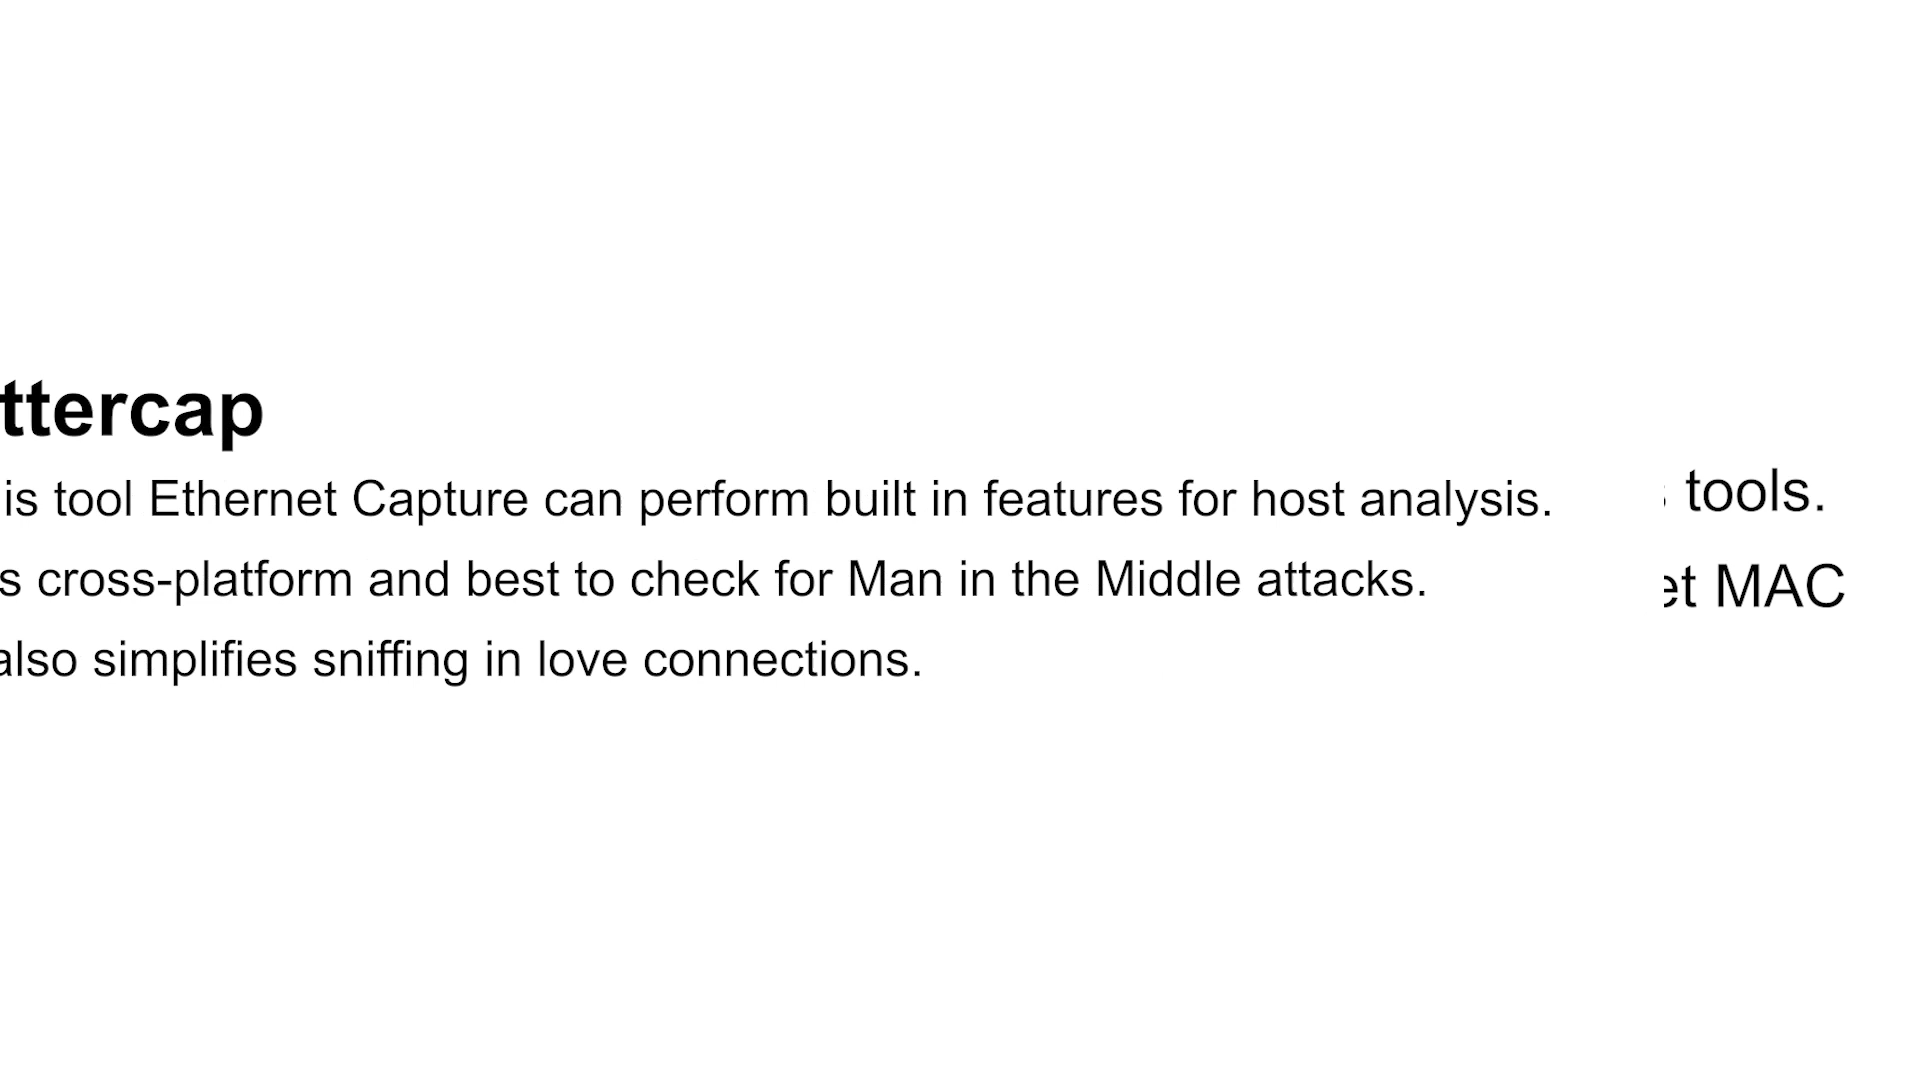 ttercap
is tool Ethernet Capture can perform built in features for host analysis.
s cross-platform and best to check for Man in the Middle attacks.
also simplifies sniffing in love connections.
tools.
et MAC